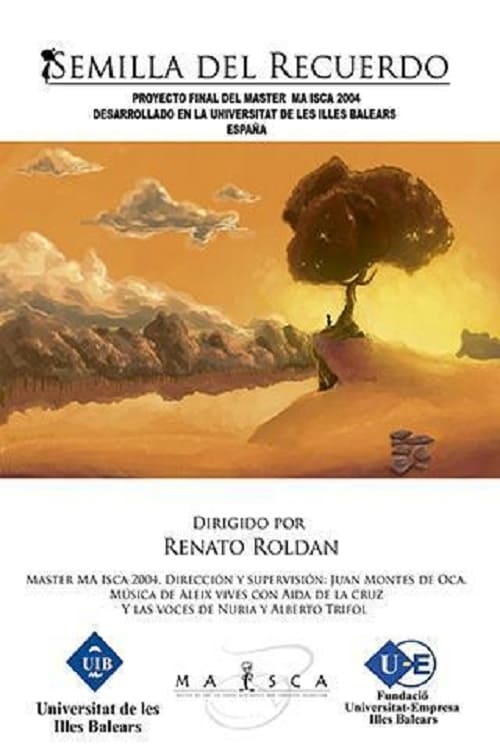 SEMILLA DEL RECUERDO
PROYECTO FINAL DEL MASTER MA ISCA 2004
DESARROLLADO EN LA UNIVERSITAT DE LES ILLES BALEARS
ESPAÑA
DIRIGIDO POR
RENATO ROLDAN
MASTER MA ISCA 2004. DIRECCIÓN Y SUPERVISIÓN: JUAN MONTES DE OCA.
MÚSICA DE ALEIX VIVES CON AIDA DE LA CRUZ
Y LAS VOCES DE NURIA Y ALBERTO TRIFOL
UIB
Universitat de les
Illes Balears
MAISCA
U-E
Fundació
Universitat-Empresa
Illes Balears